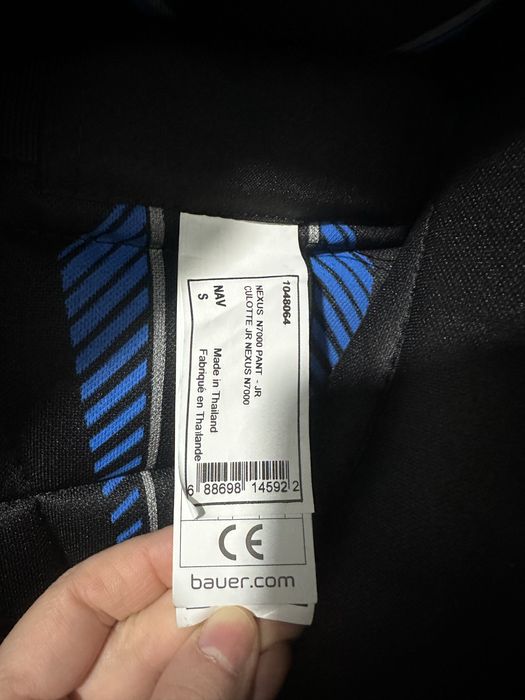 1048064
NEXUS N7000 PANT - JR
CULOTTE JR NEXUS N7000
NAV
S
Made in Thailand
Fabriqué en Thaïlande
6 88698 14592 2
CE
bauer.com